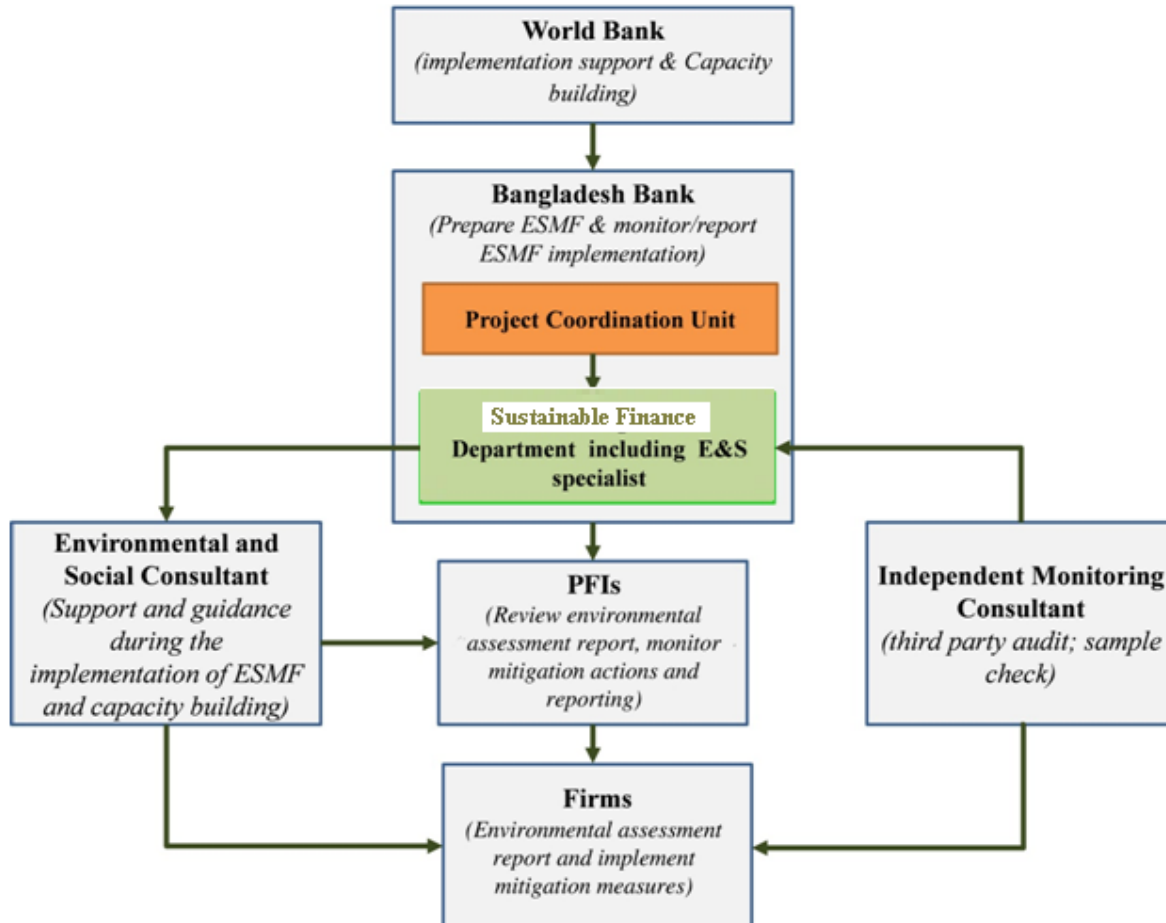 World Bank
(implementation support & Capacity
building)
Bangladesh Bank
(Prepare ESMF & monitor/report
ESMF implementation)
Project Coordination Unit
Sustainable Finance
Department including E&S
specialist
Environmental and
Social Consultant
(Support and guidance
during the
implementation of ESMF
and capacity building)
PFIs
(Review environmental
assessment report, monitor
mitigation actions and
reporting)
Independent Monitoring
Consultant
(third party audit; sample
check)
Firms
(Environmental assessment
report and implement
mitigation measures)